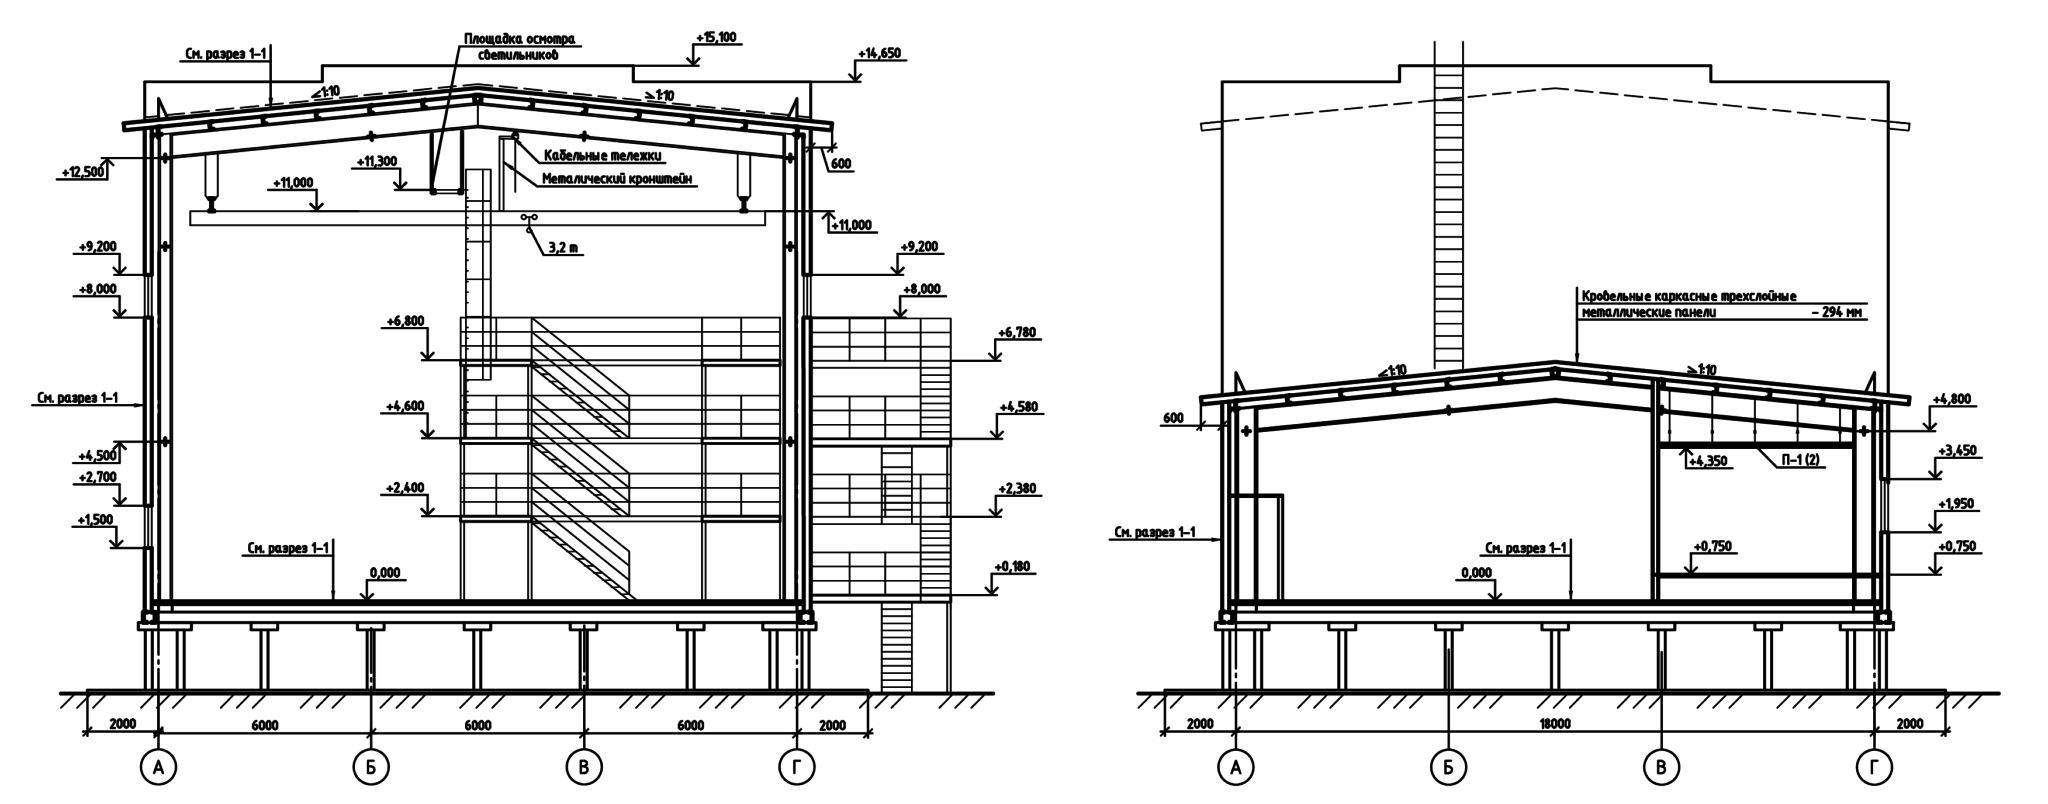 Площадка осмотра
светильников
См. разрез 1-1
+15,100
+14,650
1:10
1:10
+12,500
+11,300
+11,000
Кабельные тележки
Металический кронштейн
600
+11,000
3,2 т
+9,200
+8,000
+9,200
+8,000
+6,800
+6,780
См. разрез 1-1
+4,600
+4,580
+4,500
+2,700
+2,400
+2,380
+1,500
См. разрез 1-1
0,000
+0,180
2000
6000
6000
6000
2000
А
Б
В
Г
Кровельные каркасные трехслойные
металлические панели - 294 мм
1:10
1:10
600
+4,800
+4,350
П-1 (2)
+3,450
+1,950
См. разрез 1-1
См. разрез 1-1
+0,750
+0,750
0,000
2000
18000
2000
А
Б
В
Г